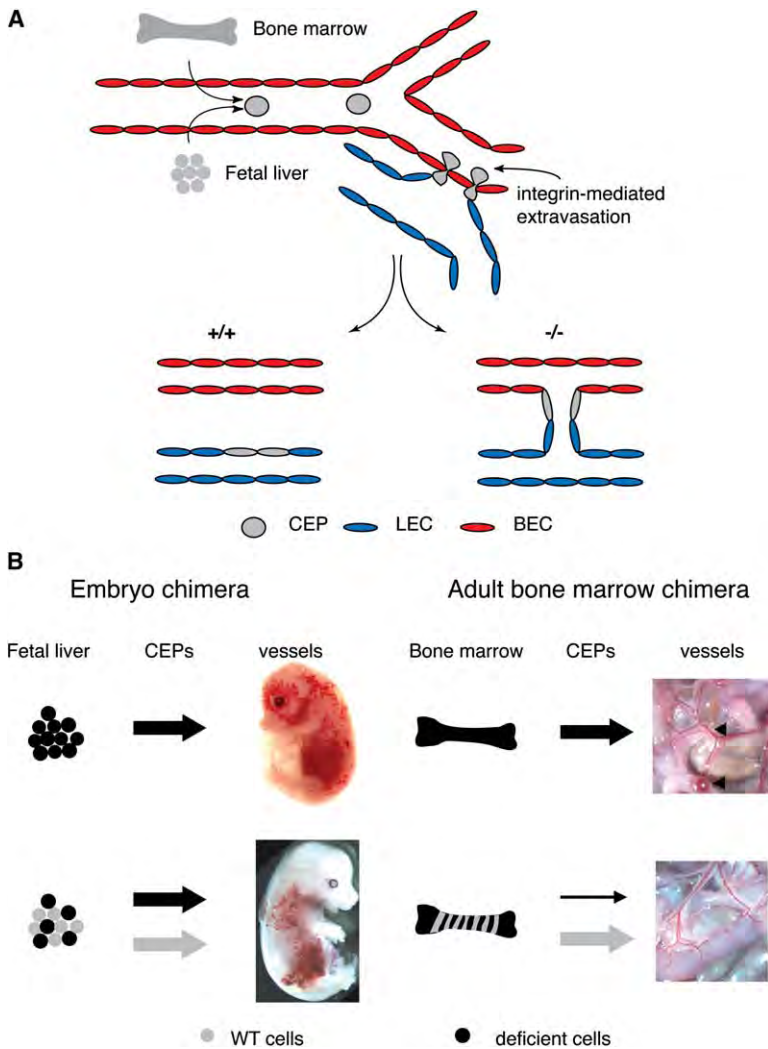 A
Bone marrow
Fetal liver
integrin-mediated
extravasation
+/+
-/-
CEP
LEC
BEC
B
Embryo chimera
Adult bone marrow chimera
Fetal liver
CEPs
vessels
Bone marrow
CEPs
vessels
WT cells
deficient cells